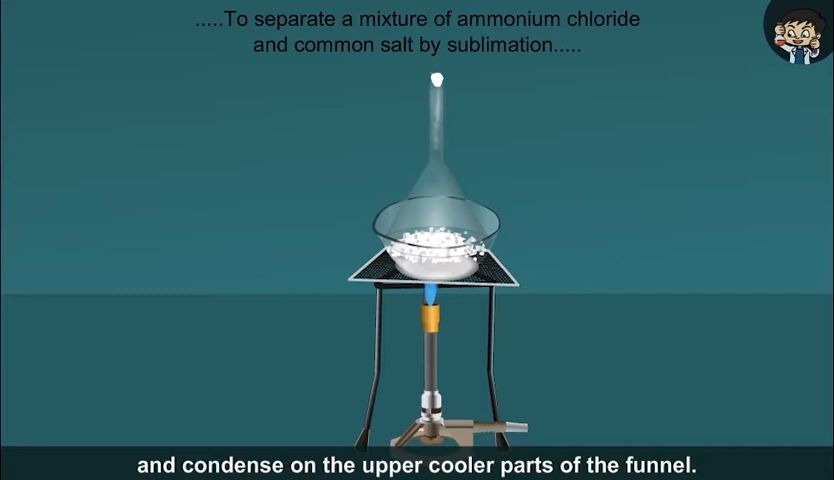 .....To separate a mixture of ammonium chloride
and common salt by sublimation.....
and condense on the upper cooler parts of the funnel.